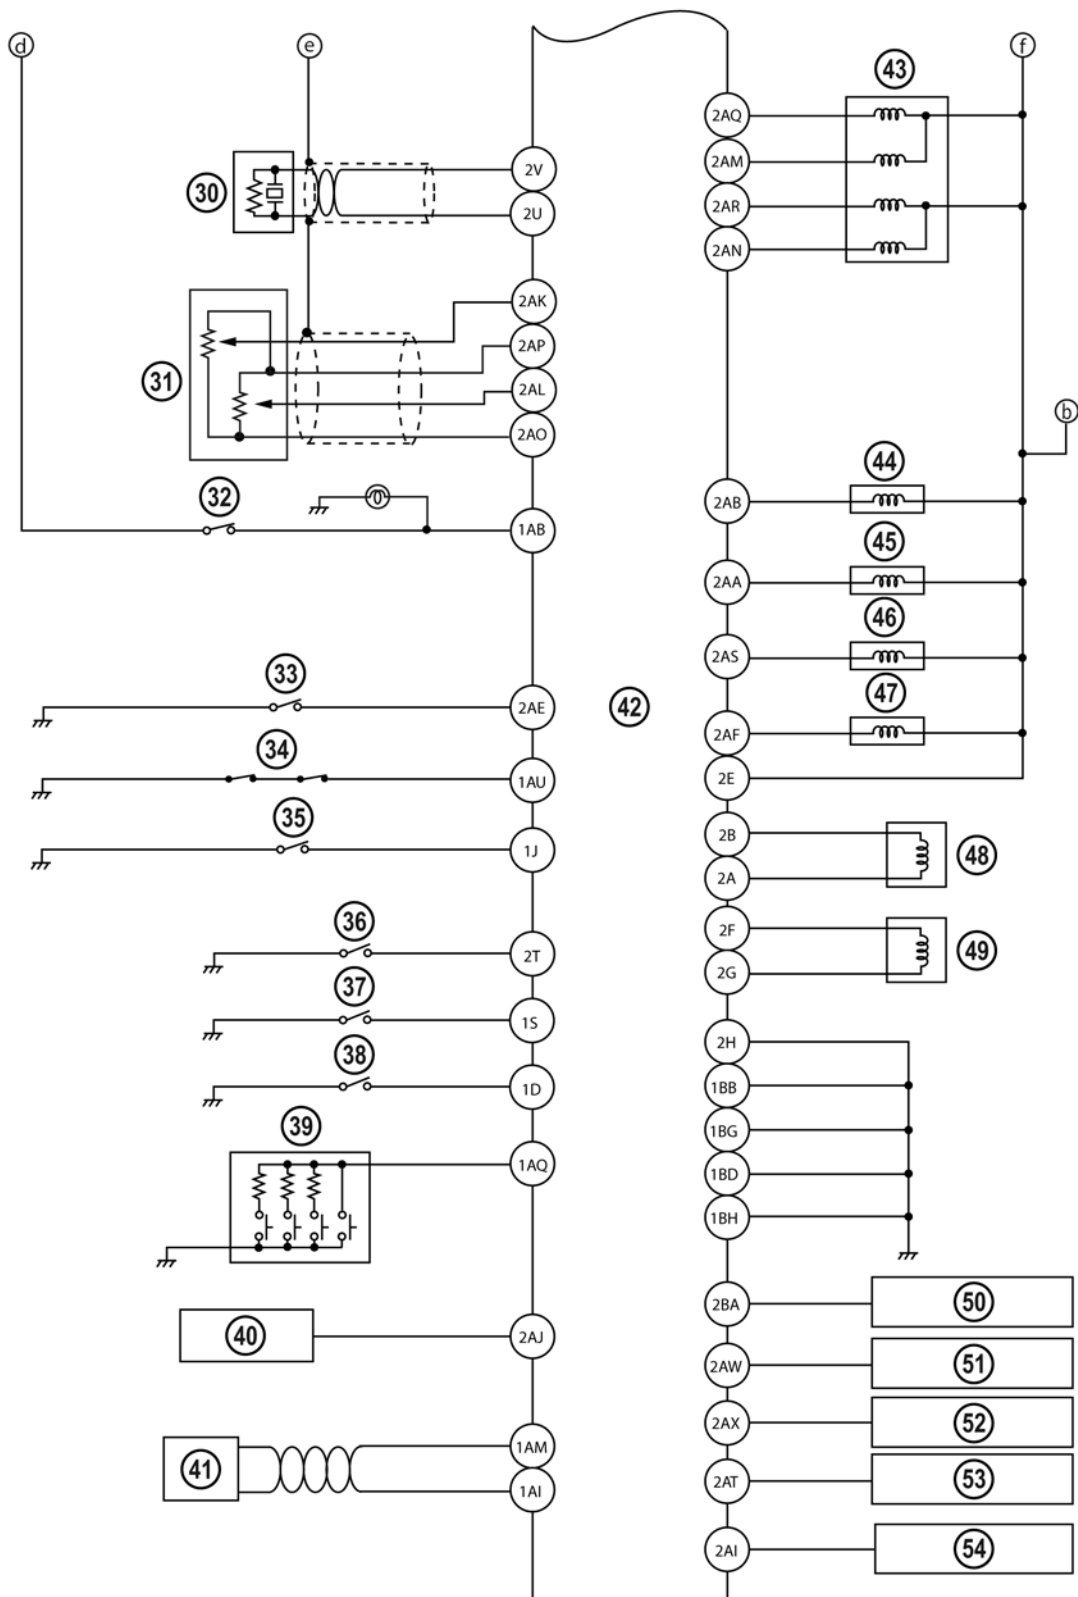 d
e
f
43
2AQ
2AM
2AR
2AN
30
2V
2U
31
2AK
2AP
2AL
2AO
b
32
1AB
44
2AB
45
2AA
46
2AS
47
2AF
2E
33
2AE
42
34
1AU
35
1J
2B
2A
48
2F
2G
49
36
2T
37
1S
38
1D
39
1AQ
2H
1BB
1BG
1BD
1BH
40
2AJ
41
1AM
1AI
2BA
50
2AW
51
2AX
52
2AT
53
2AI
54